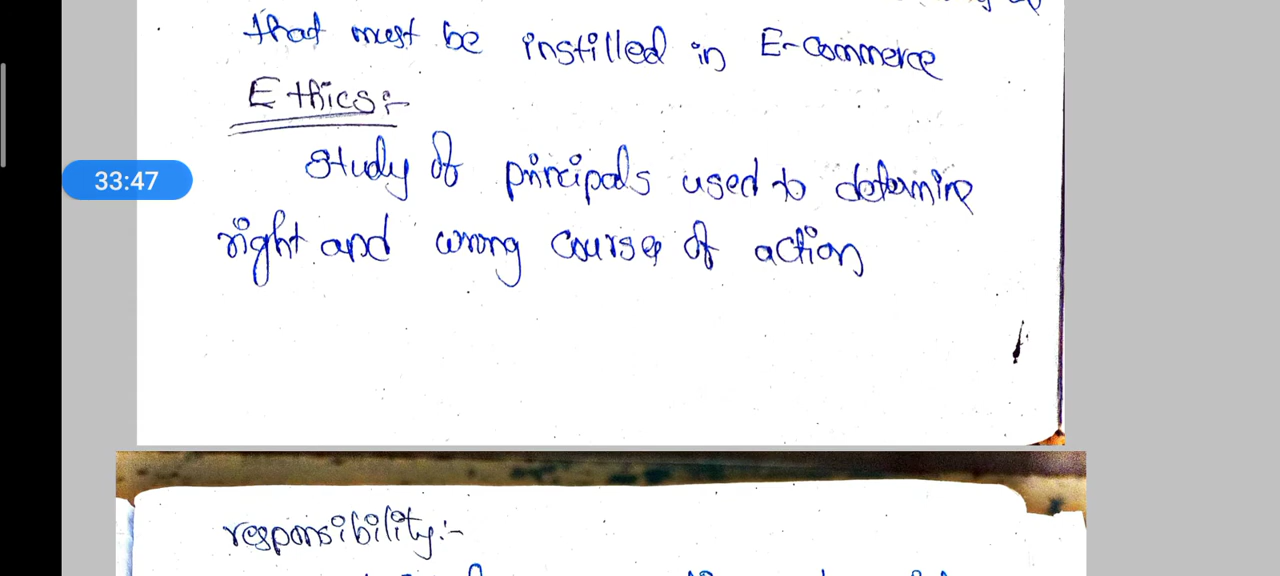 that must be instilled in E-Commerce
Ethics:-
33:47
Study of principals used to determine
right and wrong course of action
responsibility:-